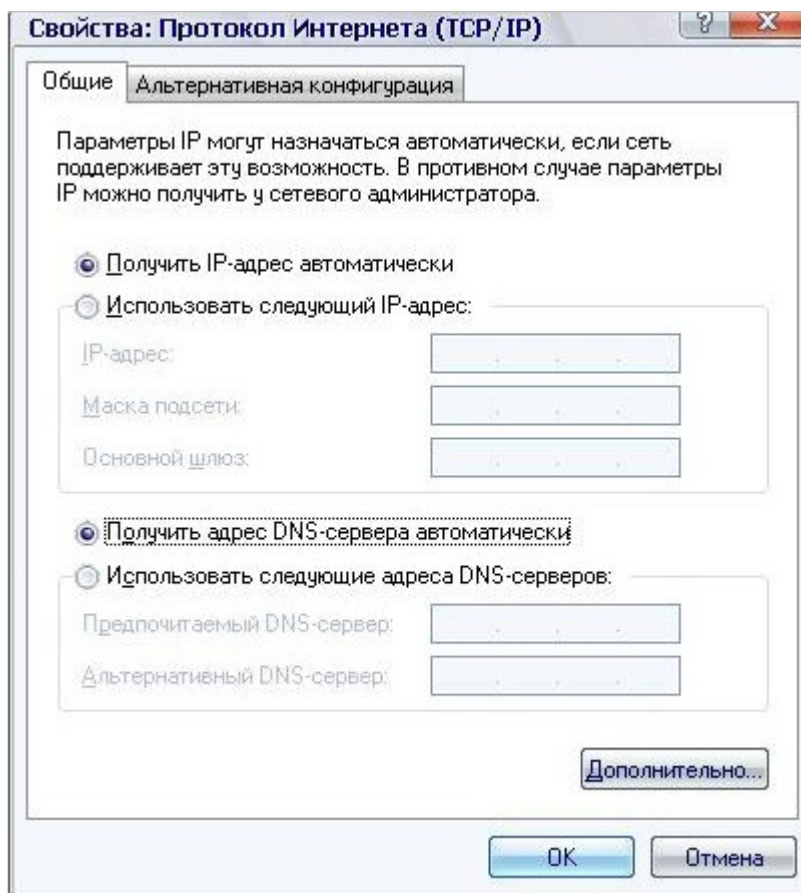 Свойства: Протокол Интернета (TCP/IP)
?
X
Общие
Альтернативная конфигурация
Параметры IP могут назначаться автоматически, если сеть
поддерживает эту возможность. В противном случае параметры
IP можно получить у сетевого администратора.
Получить IP-адрес автоматически
Использовать следующий IP-адрес:
IP-адрес:
Маска подсети:
Основной шлюз:
Получить адрес DNS-сервера автоматически
Использовать следующие адреса DNS-серверов:
Предпочитаемый DNS-сервер:
Альтернативный DNS-сервер:
Дополнительно...
OK
Отмена